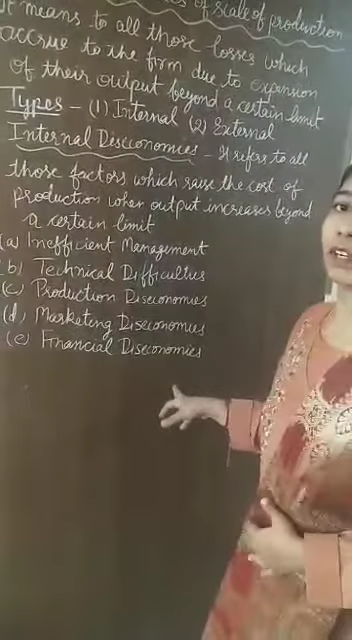 es of scale of production
It means to all those losses which
accrue to the firm due to expansion
of their output beyond a certain limit
Types - (1) Internal (2) External
Internal Diseconomies - It refers to all
those factors which raise the cost of
production when output increases beyond
a certain limit
(a) Inefficient Management
(b) Technical Difficulties
(c) Production Diseconomies
(d) Marketing Diseconomies
(e) Financial Diseconomies